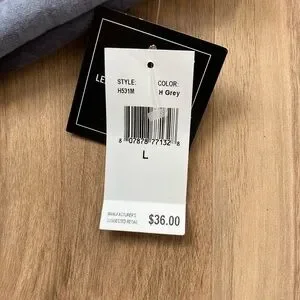 LE
STYLE: COLOR:
H531M H Grey
8 07878 77132 8
L
MANUFACTURER'S
SUGGESTED RETAIL $36.00